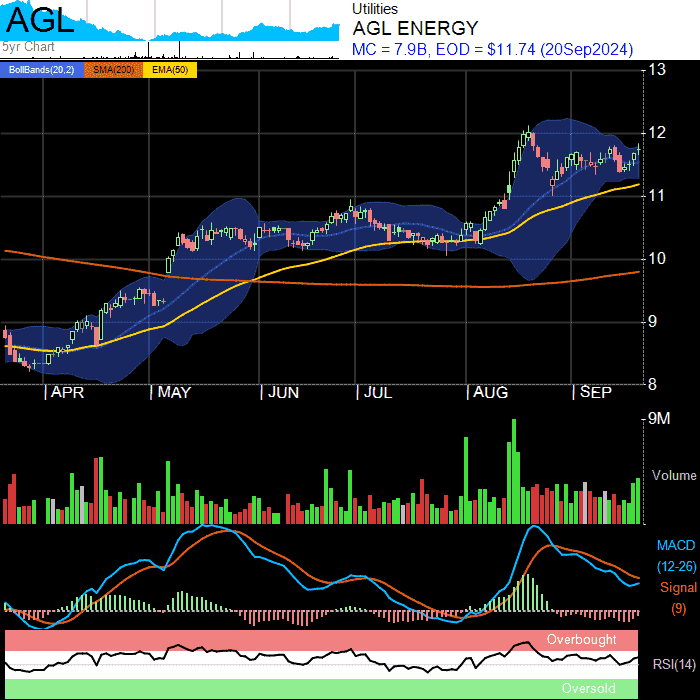 AGL
5yr Chart
Utilities
AGL ENERGY
MC = 7.9B, EOD = $11.74 (20Sep2024)
BollBands(20,2) SMA(200) EMA(50)
13
12
11
10
9
8
APR MAY JUN JUL AUG SEP
9M
Volume
MACD
(12-26)
Signal
(9)
Overbought
RSI(14)
Oversold